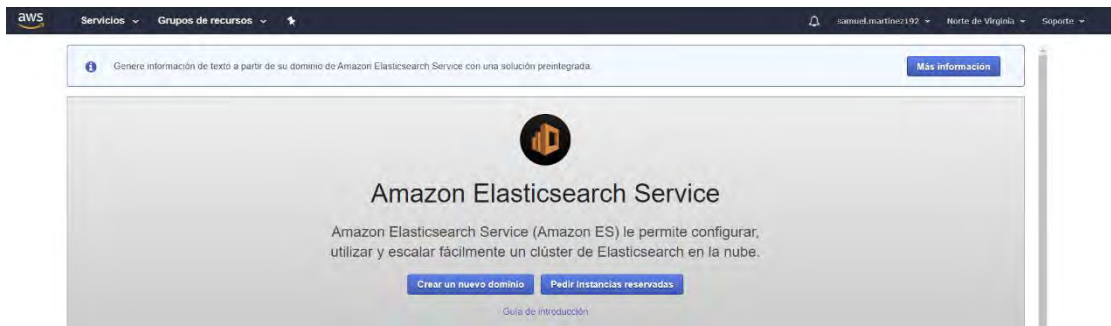 aws Servicios Grupos de recursos samuel.martinez192 Norte de Virginia Soporte
Genere información de texto a partir de su dominio de Amazon Elasticsearch Service con una solución preintegrada. Más información
Amazon Elasticsearch Service
Amazon Elasticsearch Service (Amazon ES) le permite configurar,
utilizar y escalar fácilmente un clúster de Elasticsearch en la nube.
Crear un nuevo dominio Pedir instancias reservadas
Guía de introducción